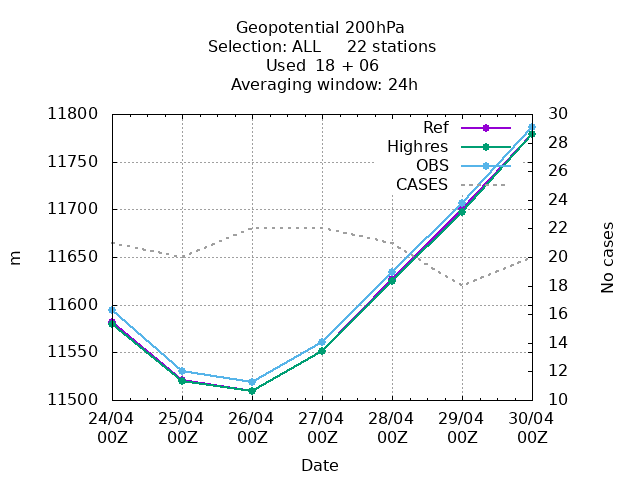 Geopotential 200hPa
Selection: ALL     22 stations
Used  18 + 06
Averaging window: 24h
11800
11750
11700
11650
11600
11550
11500
m
30
28
26
24
22
20
18
16
14
12
10
No cases
Ref
Highres
OBS
CASES
24/04 25/04 26/04 27/04 28/04 29/04 30/04
00Z 00Z 00Z 00Z 00Z 00Z 00Z
Date